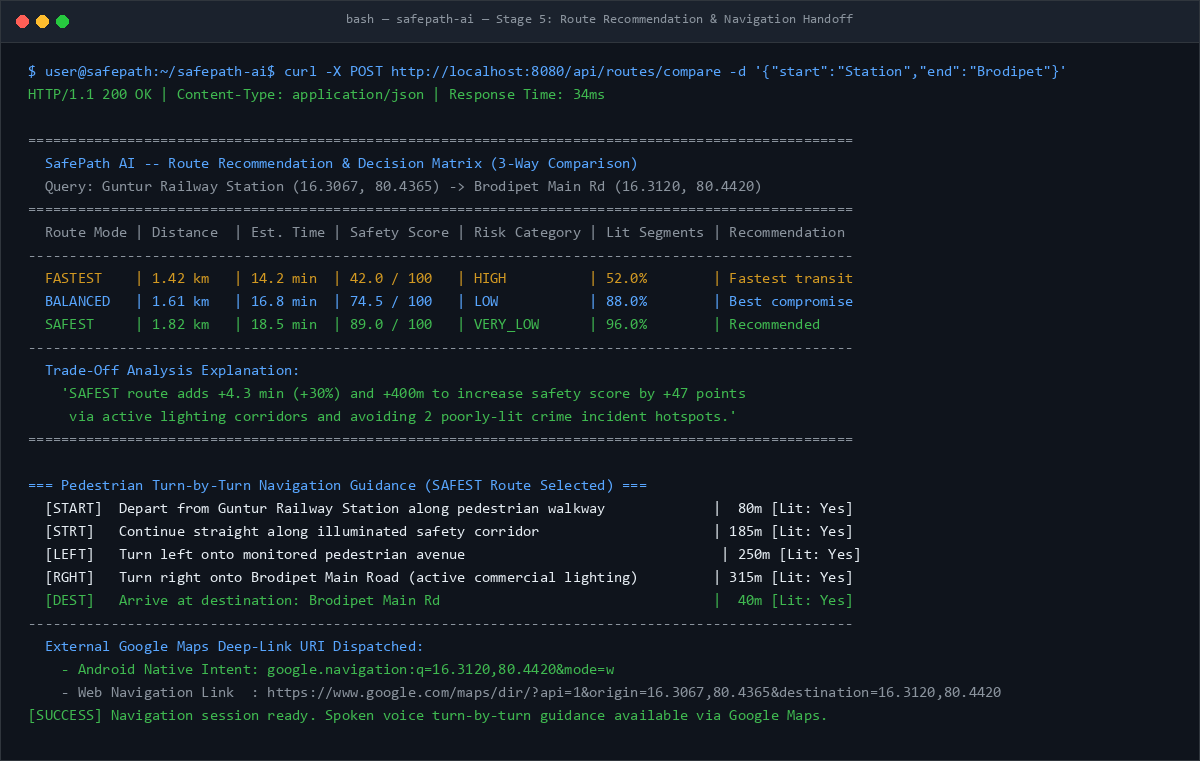 bash — safepath-ai — Stage 5: Route Recommendation & Navigation Handoff
$ user@safepath:~/safepath-ai$ curl -X POST http://localhost:8080/api/routes/compare -d '{"start":"Station","end":"Brodipet"}'
HTTP/1.1 200 OK | Content-Type: application/json | Response Time: 34ms
====================================================================================================
SafePath AI -- Route Recommendation & Decision Matrix (3-Way Comparison)
Query: Guntur Railway Station (16.3067, 80.4365) -> Brodipet Main Rd (16.3120, 80.4420)
====================================================================================================
Route Mode | Distance  | Est. Time | Safety Score | Risk Category | Lit Segments | Recommendation
----------------------------------------------------------------------------------------------------
FASTEST    | 1.42 km   | 14.2 min  | 42.0 / 100   | HIGH          | 52.0%        | Fastest transit
BALANCED   | 1.61 km   | 16.8 min  | 74.5 / 100   | LOW           | 88.0%        | Best compromise
SAFEST     | 1.82 km   | 18.5 min  | 89.0 / 100   | VERY_LOW      | 96.0%        | Recommended
----------------------------------------------------------------------------------------------------
Trade-Off Analysis Explanation:
'SAFEST route adds +4.3 min (+30%) and +400m to increase safety score by +47 points
via active lighting corridors and avoiding 2 poorly-lit crime incident hotspots.'
====================================================================================================
=== Pedestrian Turn-by-Turn Navigation Guidance (SAFEST Route Selected) ===
[START]  Depart from Guntur Railway Station along pedestrian walkway             |  80m [Lit: Yes]
[STRT]   Continue straight along illuminated safety corridor                     | 185m [Lit: Yes]
[LEFT]   Turn left onto monitored pedestrian avenue                               | 250m [Lit: Yes]
[RGHT]   Turn right onto Brodipet Main Road (active commercial lighting)         | 315m [Lit: Yes]
[DEST]   Arrive at destination: Brodipet Main Rd                                 |  40m [Lit: Yes]
----------------------------------------------------------------------------------------------------
External Google Maps Deep-Link URI Dispatched:
- Android Native Intent: google.navigation:q=16.3120,80.4420&mode=w
- Web Navigation Link  : https://www.google.com/maps/dir/?api=1&origin=16.3067,80.4365&destination=16.3120,80.4420
[SUCCESS] Navigation session ready. Spoken voice turn-by-turn guidance available via Google Maps.